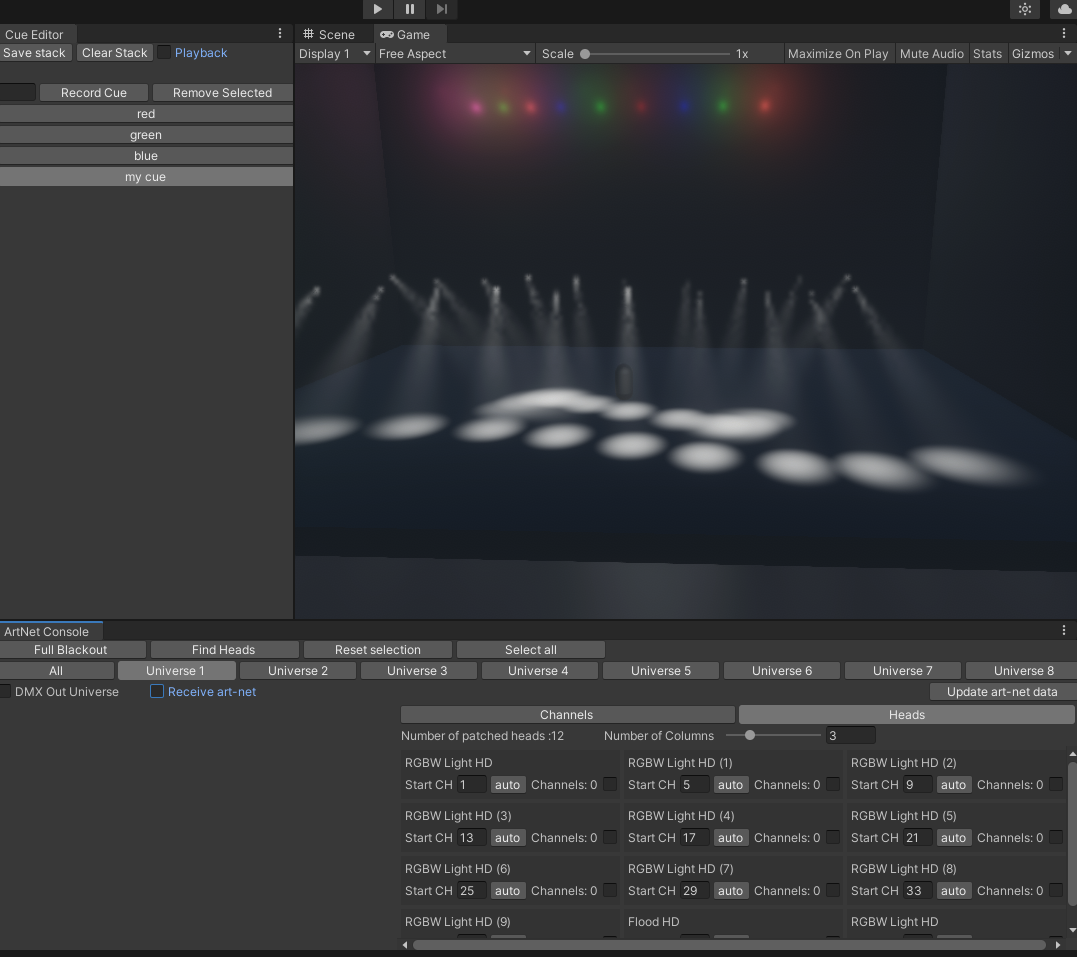 Cue Editor
Scene Game
Display 1 Free Aspect Scale 1x Maximize On Play Mute Audio Stats Gizmos
Save stack Clear Stack Playback
Record Cue Remove Selected
red
green
blue
my cue
ArtNet Console
Full Blackout Find Heads Reset selection Select all
All Universe 1 Universe 2 Universe 3 Universe 4 Universe 5 Universe 6 Universe 7 Universe 8
DMX Out Universe Receive art-net Update art-net data
Channels Heads
Number of patched heads :12 Number of Columns 3
RGBW Light HD RGBW Light HD (1) RGBW Light HD (2)
Start CH 1 auto Channels: 0 Start CH 5 auto Channels: 0 Start CH 9 auto Channels: 0
RGBW Light HD (3) RGBW Light HD (4) RGBW Light HD (5)
Start CH 13 auto Channels: 0 Start CH 17 auto Channels: 0 Start CH 21 auto Channels: 0
RGBW Light HD (6) RGBW Light HD (7) RGBW Light HD (8)
Start CH 25 auto Channels: 0 Start CH 29 auto Channels: 0 Start CH 33 auto Channels: 0
RGBW Light HD (9) Flood HD RGBW Light HD